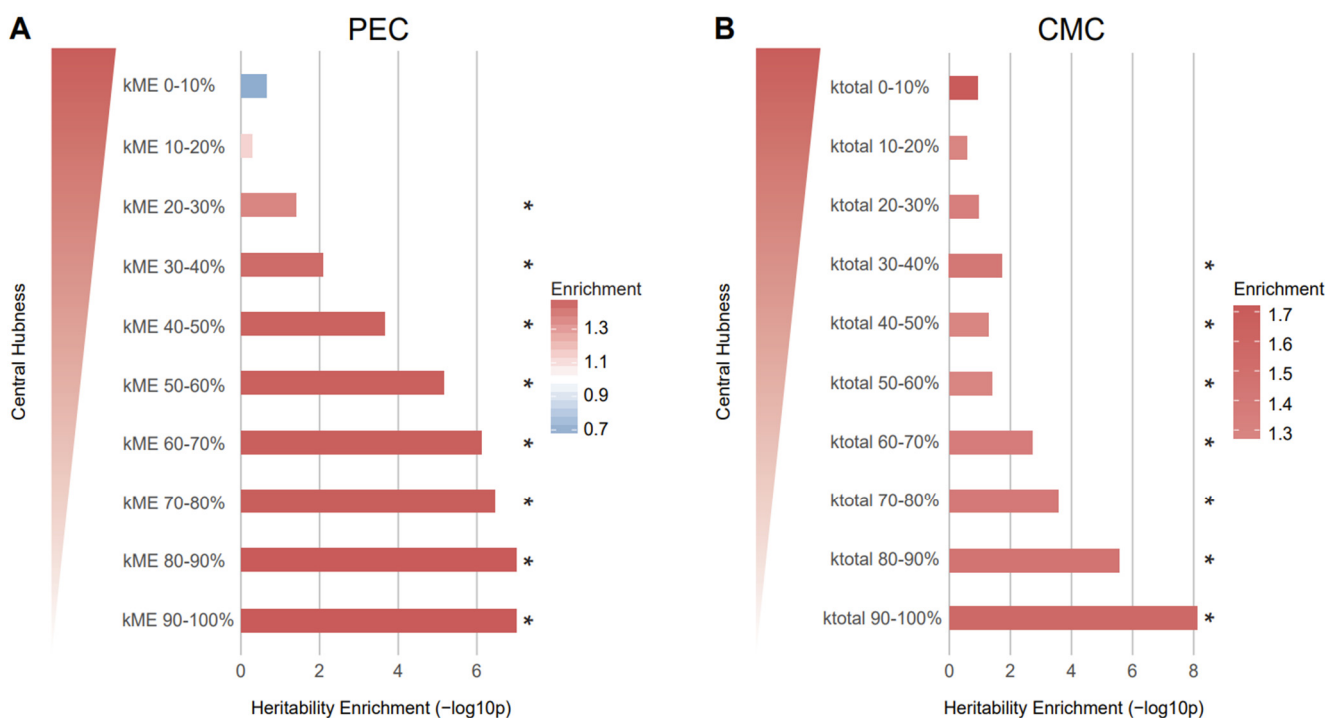 A
PEC
Central Hubness
kME 0-10%
kME 10-20%
kME 20-30%
*
kME 30-40%
*
kME 40-50%
*
kME 50-60%
*
kME 60-70%
*
kME 70-80%
*
kME 80-90%
*
kME 90-100%
*
0 2 4 6
Heritability Enrichment (−log10p)
Enrichment
1.3
1.1
0.9
0.7
B
CMC
Central Hubness
ktotal 0-10%
ktotal 10-20%
ktotal 20-30%
ktotal 30-40%
*
ktotal 40-50%
*
ktotal 50-60%
*
ktotal 60-70%
*
ktotal 70-80%
*
ktotal 80-90%
*
ktotal 90-100%
*
0 2 4 6 8
Heritability Enrichment (−log10p)
Enrichment
1.7
1.6
1.5
1.4
1.3